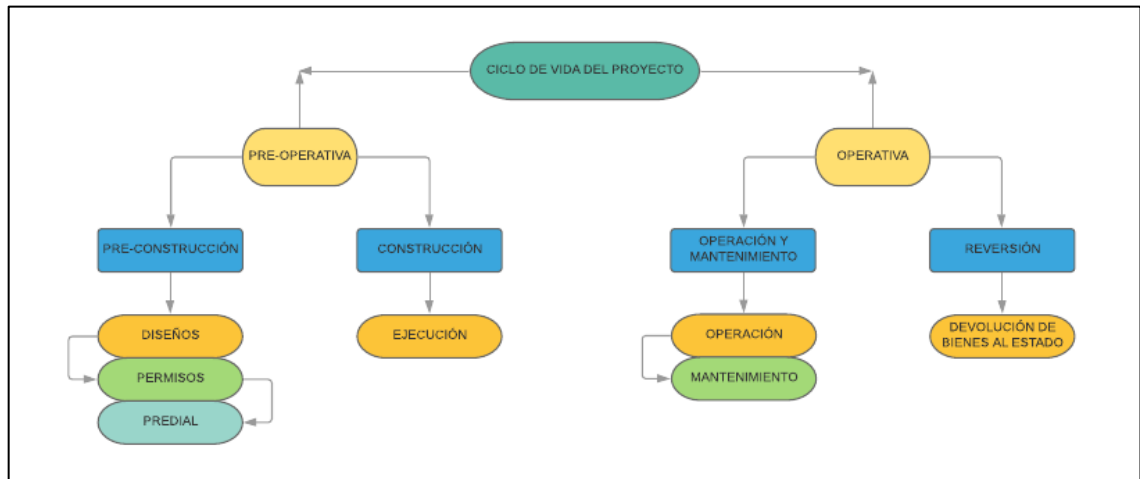 CICLO DE VIDA DEL PROYECTO
PRE-OPERATIVA
OPERATIVA
PRE-CONSTRUCCIÓN
CONSTRUCCIÓN
OPERACIÓN Y
MANTENIMIENTO
REVERSIÓN
DISEÑOS
EJECUCIÓN
OPERACIÓN
DEVOLUCIÓN DE
BIENES AL ESTADO
PERMISOS
MANTENIMIENTO
PREDIAL